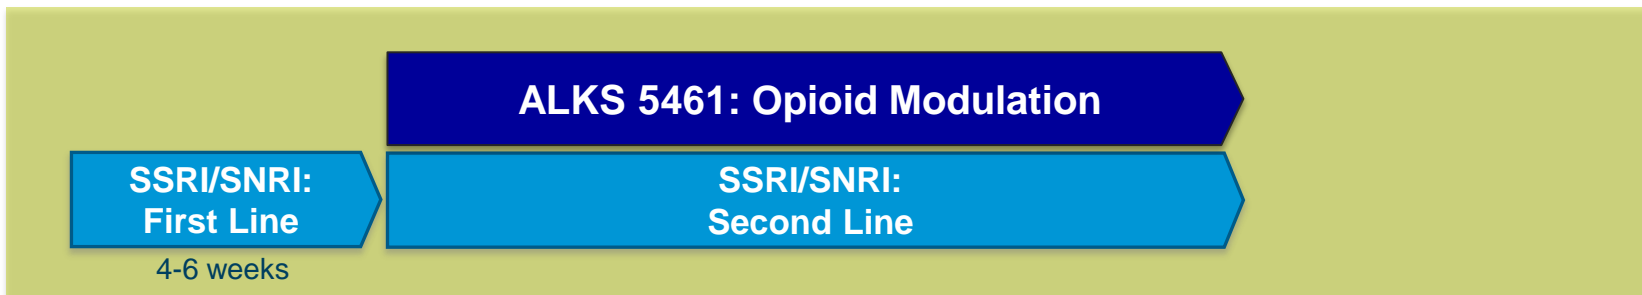 ALKS 5461: Opioid Modulation
SSRI/SNRI:
First Line
SSRI/SNRI:
Second Line
4-6 weeks